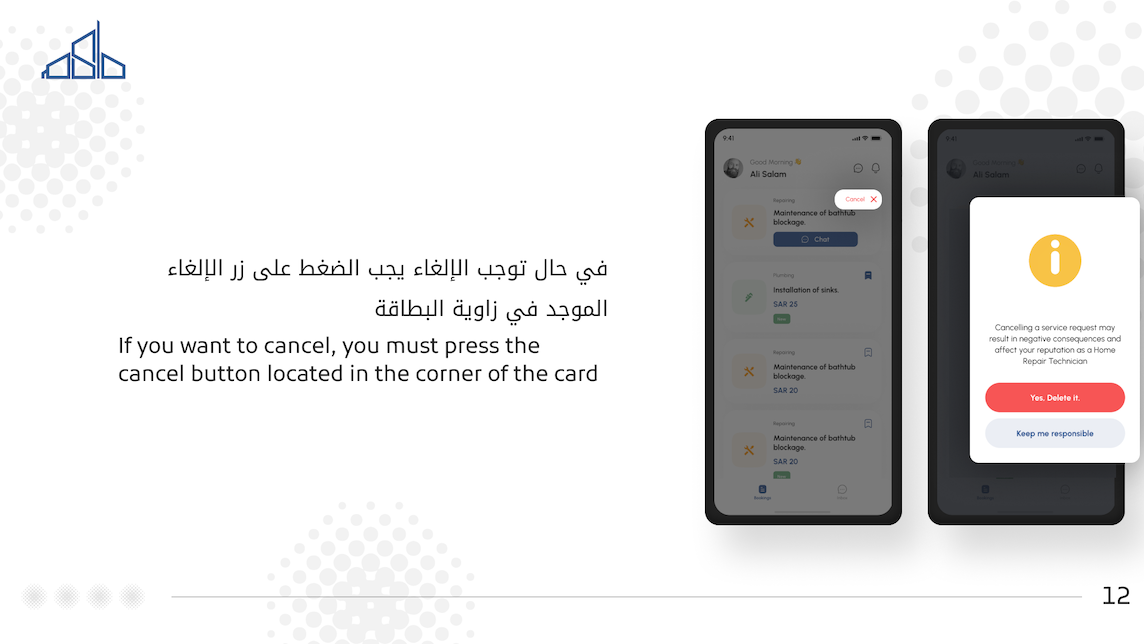 في حال توجب الإلغاء يجب الضغط على زر الإلغاء
الموجد في زاوية البطاقة
If you want to cancel, you must press the
cancel button located in the corner of the card
9:41
Good Morning 👋
Ali Salam
Cancel
Reparing
Maintenance of bathtub
blockage.
Chat
Plumbing
Installation of sinks.
SAR 25
New
Reparing
Maintenance of bathtub
blockage.
SAR 20
Reparing
Maintenance of bathtub
blockage.
SAR 20
Bookings
9:41
Good Morning 👋
Ali Salam
Cancelling a service request may
result in negative consequences and
affect your reputation as a Home
Repair Technician
Yes, Delete it.
Keep me responsible
12